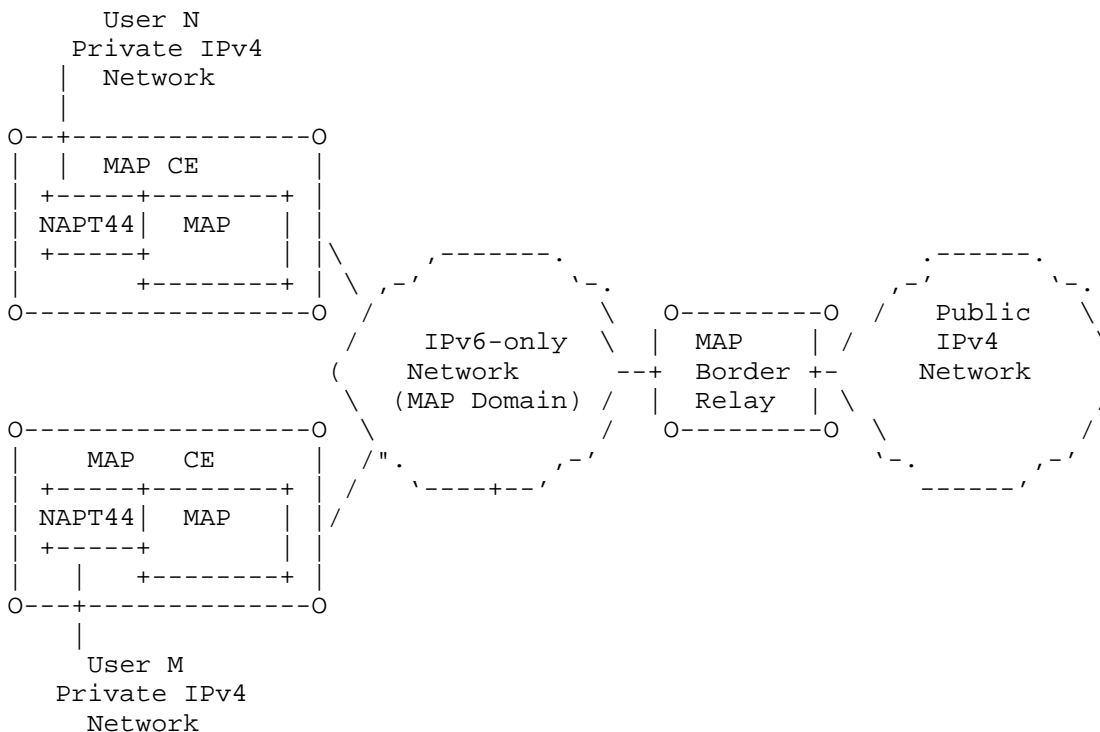 User N
Private IPv4
Network
MAP CE
NAPT44 MAP
IPv6-only
Network
(MAP Domain)
MAP
Border
Relay
Public
IPv4
Network
MAP CE
NAPT44 MAP
User M
Private IPv4
Network